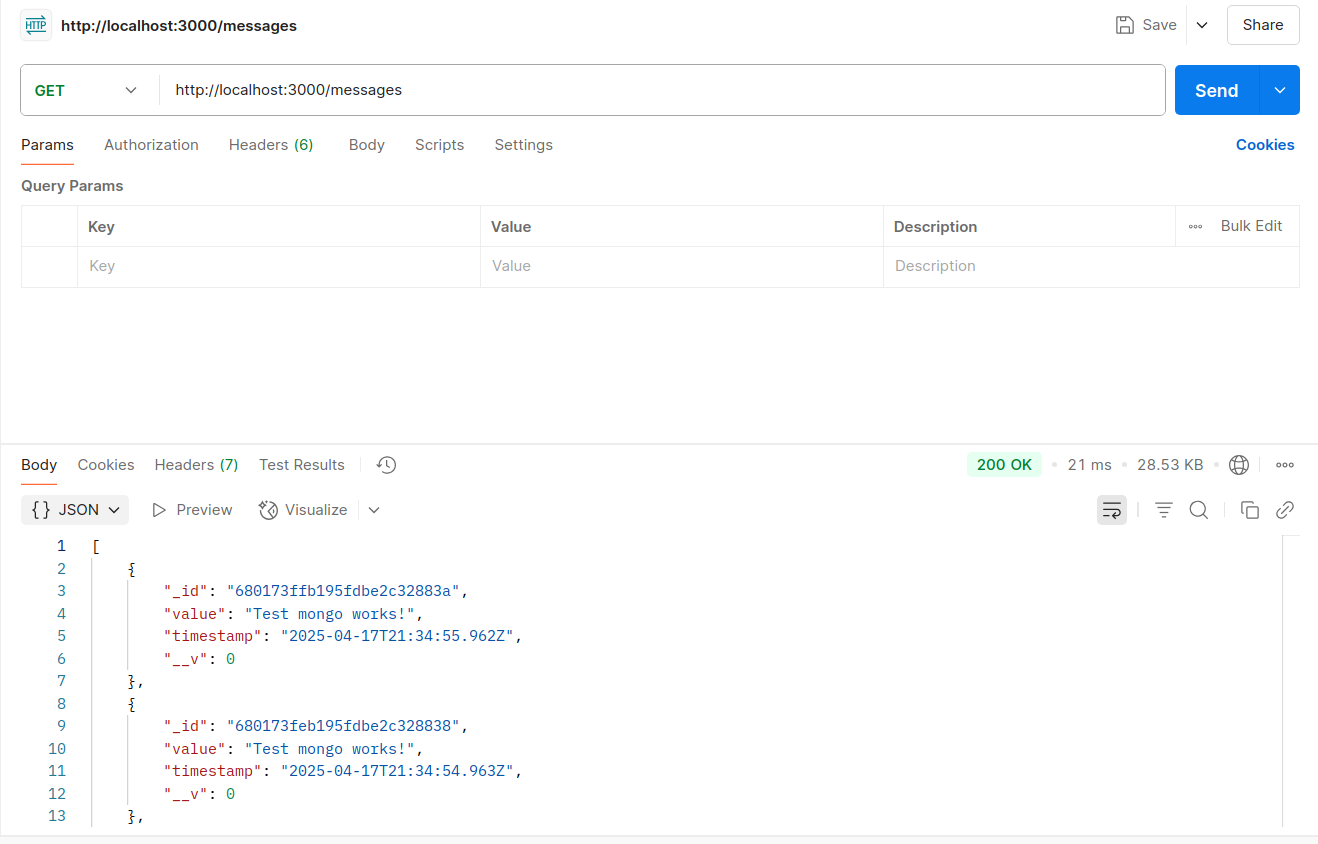 HTTP http://localhost:3000/messages Save Share
GET http://localhost:3000/messages Send
Params Authorization Headers (6) Body Scripts Settings Cookies
Query Params
Key Value Description Bulk Edit
Key Value Description
Body Cookies Headers (7) Test Results 200 OK 21 ms 28.53 KB
{} JSON Preview Visualize
1 [
2 {
3 "_id": "680173ffb195fdbe2c32883a",
4 "value": "Test mongo works!",
5 "timestamp": "2025-04-17T21:34:55.962Z",
6 "__v": 0
7 },
8 {
9 "_id": "680173feb195fdbe2c328838",
10 "value": "Test mongo works!",
11 "timestamp": "2025-04-17T21:34:54.963Z",
12 "__v": 0
13 },